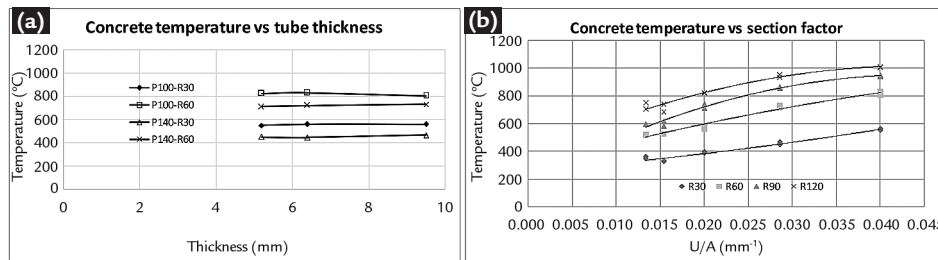 (a)
Concrete temperature vs tube thickness
Temperature (°C)
1200
1000
800
600
400
200
0
P100-R30
P100-R60
P140-R30
P140-R60
0 2 4 6 8 10
Thickness (mm)
(b)
Concrete temperature vs section factor
Temperature (°C)
1200
1000
800
600
400
200
0
R30 R60 R90 R120
0.000 0.005 0.010 0.015 0.020 0.025 0.030 0.035 0.040 0.045
U/A (mm⁻¹)